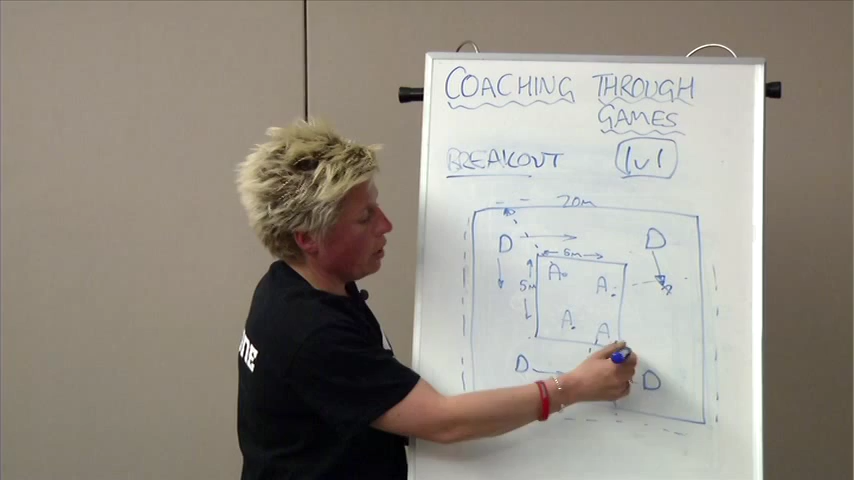 COACHING THROUGH
GAMES
BREAKOUT 1v1
20m
D D
5m
A A
5m
A A
D D